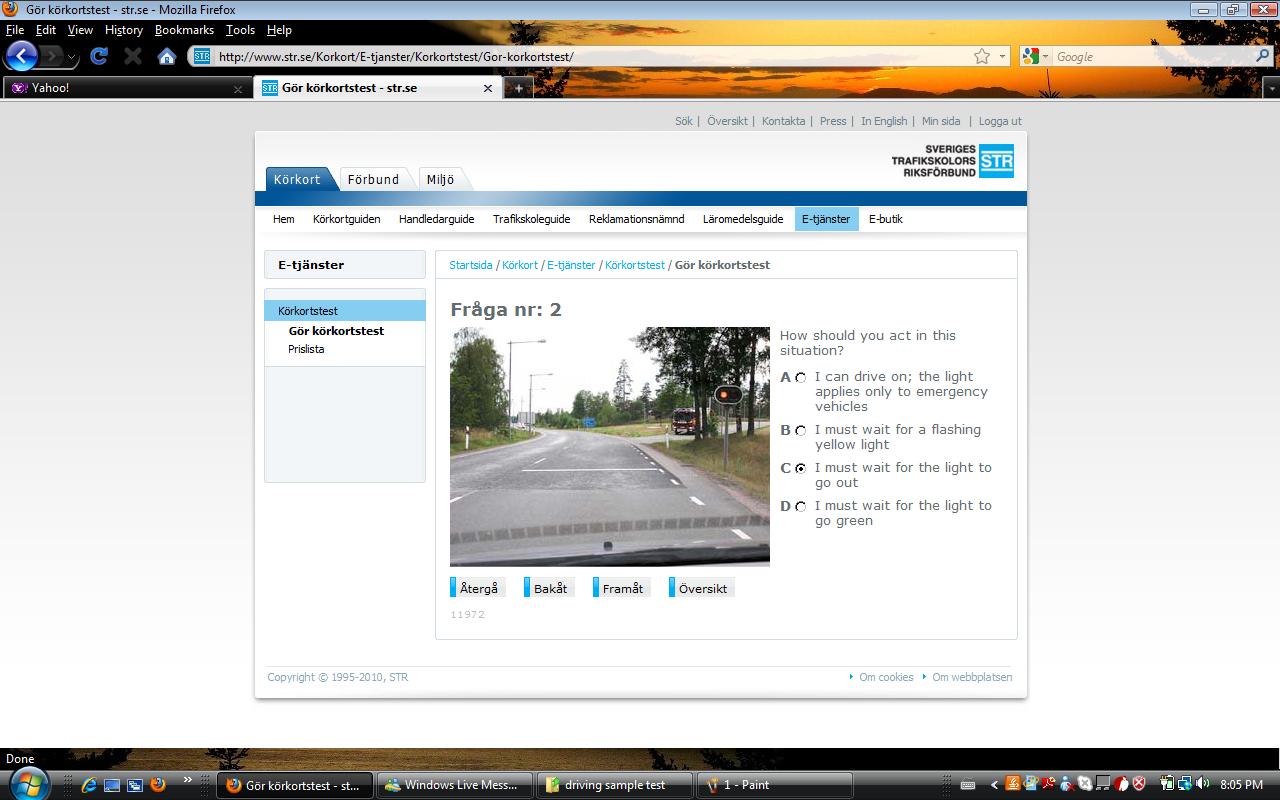 Gör körkortstest - str.se - Mozilla Firefox
File Edit View History Bookmarks Tools Help
STR http://www.str.se/Korkort/E-tjanster/Korkortstest/Gor-korkortstest/ Google
Yahoo! STR Gör körkortstest - str.se
Sök | Översikt | Kontakta | Press | In English | Min sida | Logga ut
SVERIGES
TRAFIKSKOLORS
RIKSFÖRBUND
STR
Körkort Förbund Miljö
Hem Körkortguiden Handledarguide Trafikskoleguide Reklamationsnämnd Läromedelsguide E-tjänster E-butik
E-tjänster
Körkortstest
Gör körkortstest
Prislista
Startsida / Körkort / E-tjänster / Körkortstest / Gör körkortstest
Fråga nr: 2
How should you act in this
situation?
A I can drive on; the light
applies only to emergency
vehicles
B I must wait for a flashing
yellow light
C I must wait for the light to
go out
D I must wait for the light to
go green
Återgå Bakåt Framåt Översikt
11972
Copyright © 1995-2010, STR
Om cookies Om webbplatsen
Done
Gör körkortstest - st... Windows Live Mess... driving sample test 1 - Paint 8:05 PM